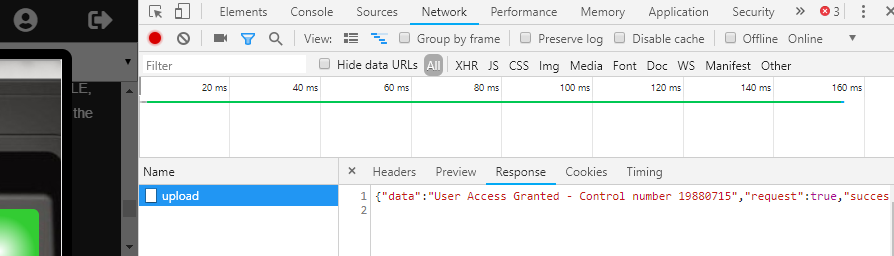 Elements Console Sources Network Performance Memory Application Security » 3
View: Group by frame Preserve log Disable cache Offline Online
Filter Hide data URLs All XHR JS CSS Img Media Font Doc WS Manifest Other
20 ms 40 ms 60 ms 80 ms 100 ms 120 ms 140 ms 160 ms
LE,
the
Name × Headers Preview Response Cookies Timing
upload
1 {"data":"User Access Granted - Control number 19880715","request":true,"succes
2